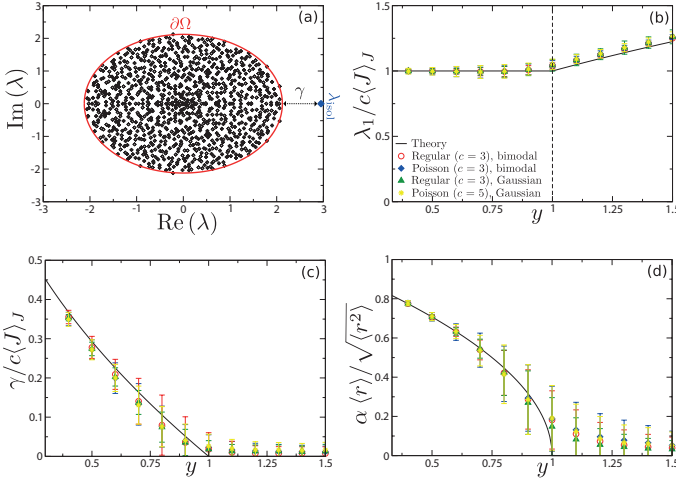 (a)
∂Ω
γ
λisol
Im (λ)
3
2
1
0
-1
-2
-3
-3 -2 -1 0 1 2 3
Re (λ)
(b)
λ1/c⟨J⟩J
1.5
1
0.5
0
Theory
Regular (c = 3), bimodal
Poisson (c = 3), bimodal
Regular (c = 3), Gaussian
Poisson (c = 5), Gaussian
0.5 0.75 1 1.25 1.5
y
(c)
γ/c⟨J⟩J
0.5
0.4
0.3
0.2
0.1
0
0.5 0.75 1 1.25 1.5
y
(d)
α ⟨r⟩/√⟨r²⟩
1
0.8
0.6
0.4
0.2
0
0.5 0.75 1 1.25 1.5
y